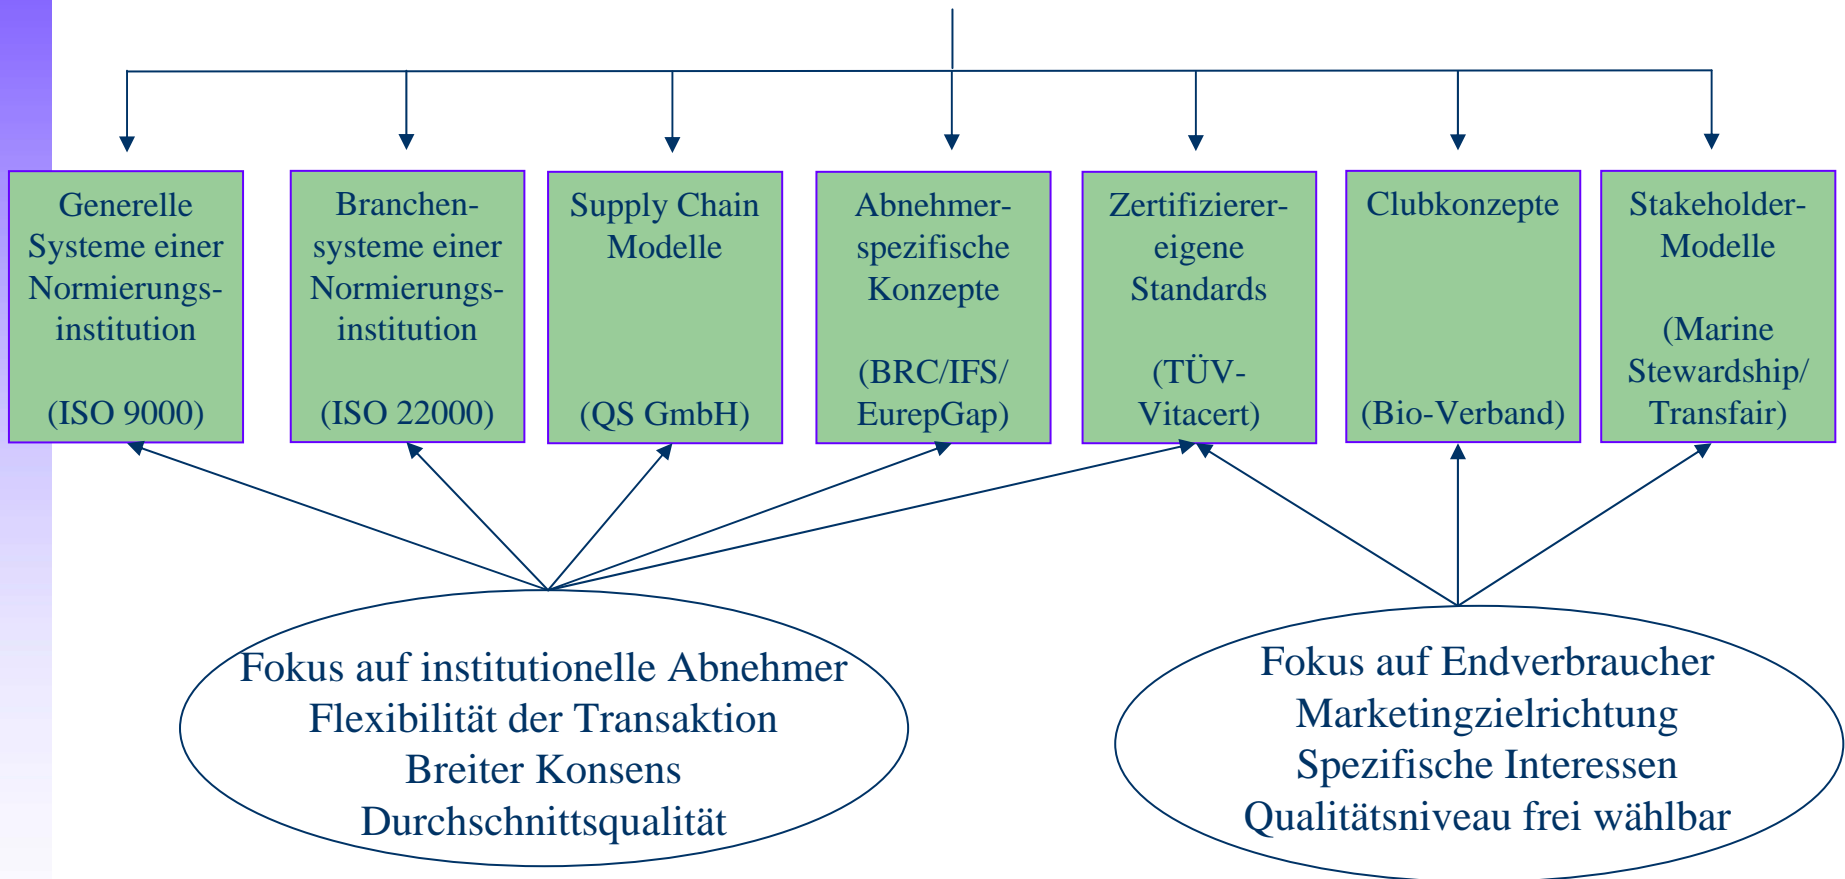 Generelle
Systeme einer
Normierungs-
institution
(ISO 9000)
Branchen-
systeme einer
Normierungs-
institution
(ISO 22000)
Supply Chain
Modelle
(QS GmbH)
Abnehmer-
spezifische
Konzepte
(BRC/IFS/
EurepGap)
Zertifizierer-
eigene
Standards
(TÜV-
Vitacert)
Clubkonzepte
(Bio-Verband)
Stakeholder-
Modelle
(Marine
Stewardship/
Transfair)
Fokus auf institutionelle Abnehmer
Flexibilität der Transaktion
Breiter Konsens
Durchschnittsqualität
Fokus auf Endverbraucher
Marketingzielrichtung
Spezifische Interessen
Qualitätsniveau frei wählbar